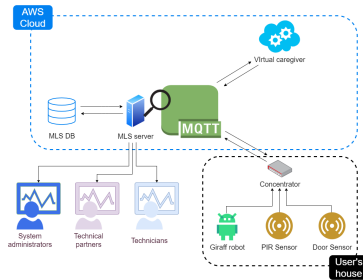 AWS
Cloud
Virtual caregiver
MQTT
MLS DB
MLS server
Concentrator
System
administrators
Technical
partners
Technicians
Giraff robot
PIR Sensor
Door Sensor
User's
house